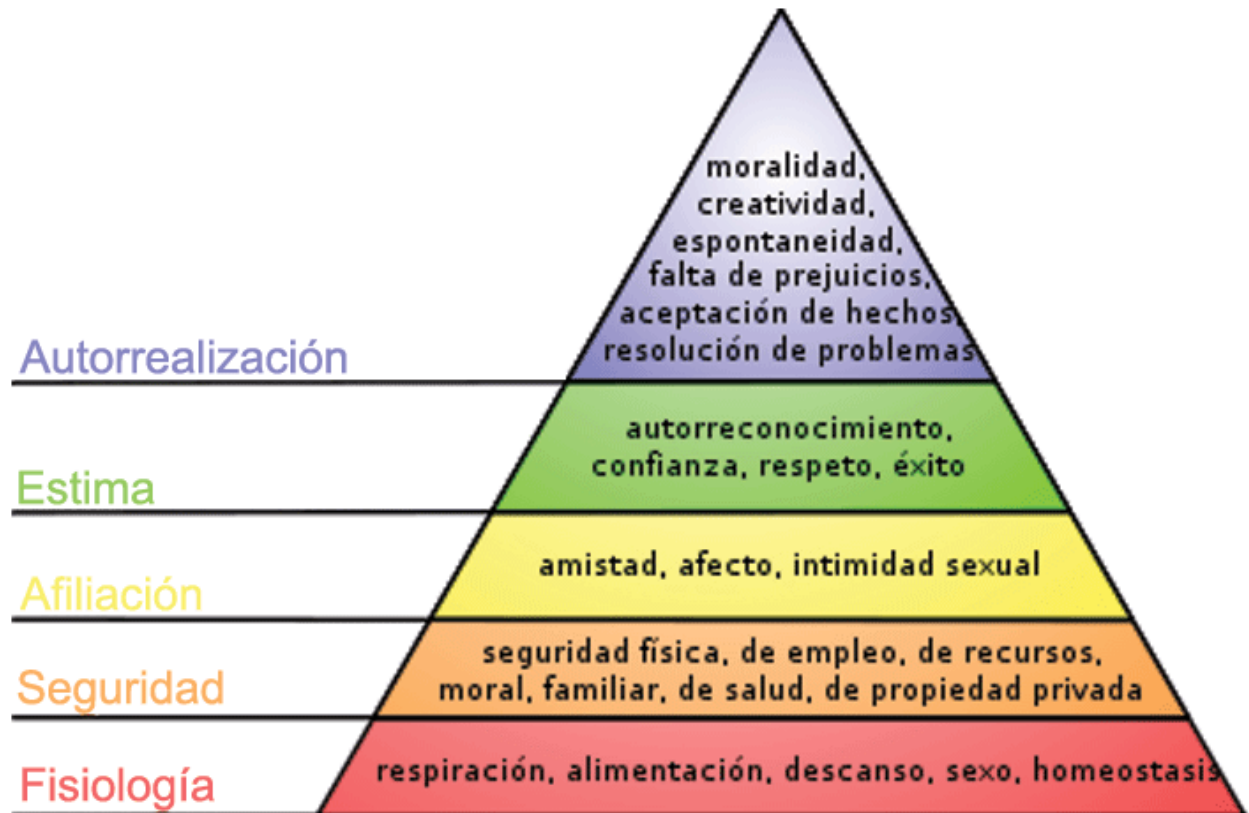 moralidad,
creatividad,
espontaneidad,
falta de prejuicios,
aceptación de hechos,
resolución de problemas
Autorrealización
autorreconocimiento,
confianza, respeto, éxito
Estima
amistad, afecto, intimidad sexual
Afiliación
seguridad física, de empleo, de recursos,
moral, familiar, de salud, de propiedad privada
Seguridad
respiración, alimentación, descanso, sexo, homeostasis
Fisiología